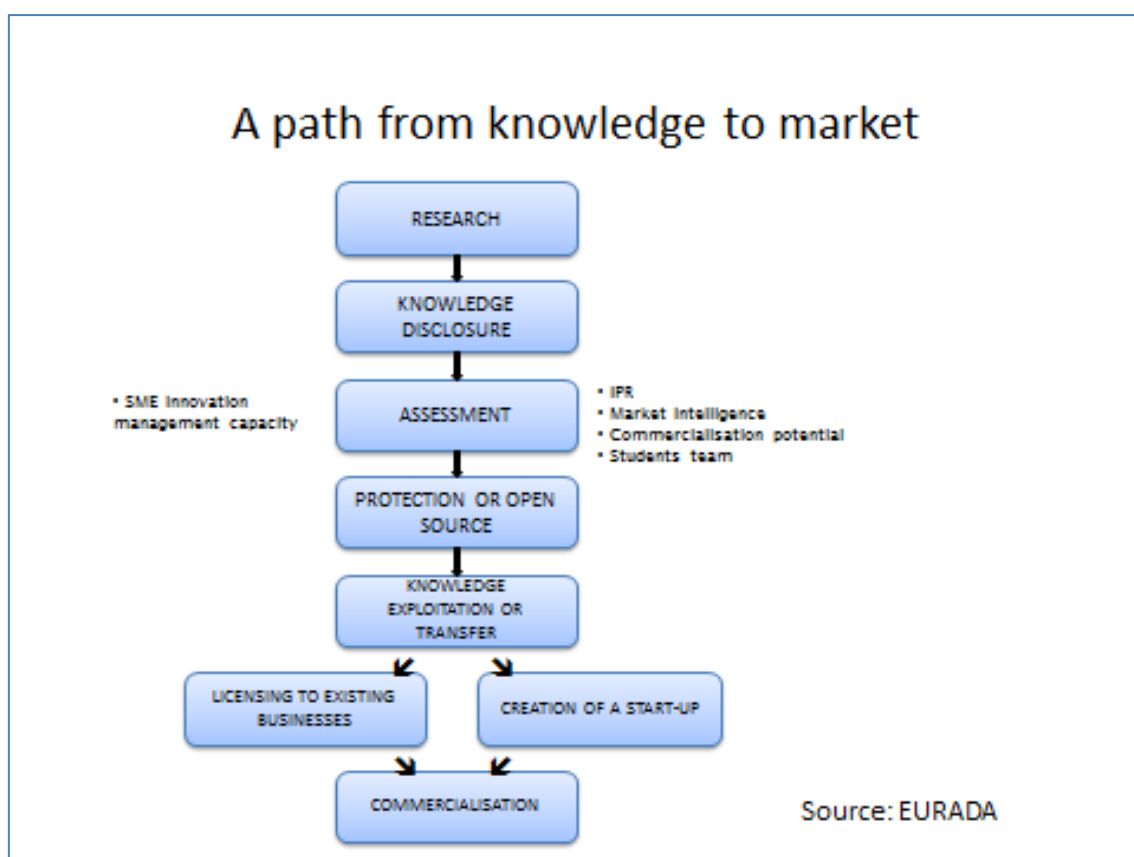 A path from knowledge to market
RESEARCH
KNOWLEDGE
DISCLOSURE
▪ SME Innovation
management capacity
ASSESSMENT
▪ IPR
▪ Market Intelligence
▪ Commercialisation potential
▪ Students team
PROTECTION OR OPEN
SOURCE
KNOWLEDGE
EXPLOITATION OR
TRANSFER
LICENSING TO EXISTING
BUSINESSES
CREATION OF A START-UP
COMMERCIALISATION
Source: EURADA